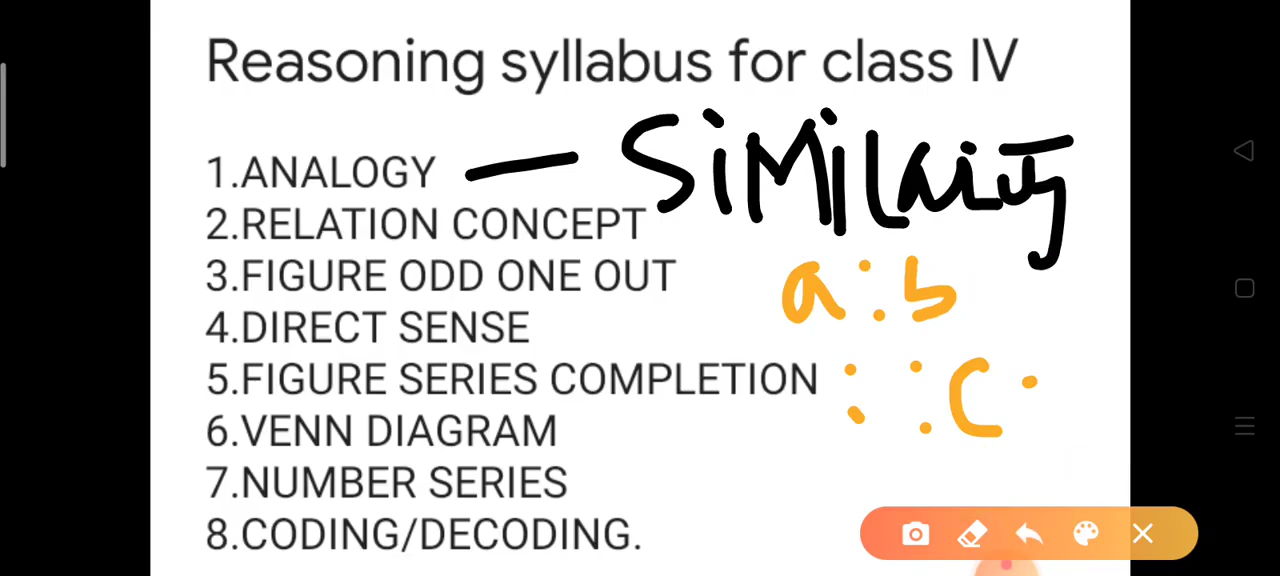 Reasoning syllabus for class IV
1.ANALOGY — SiMilarity
2.RELATION CONCEPT
a:b
3.FIGURE ODD ONE OUT
4.DIRECT SENSE
5.FIGURE SERIES COMPLETION
: : C ·
6.VENN DIAGRAM
7.NUMBER SERIES
8.CODING/DECODING.